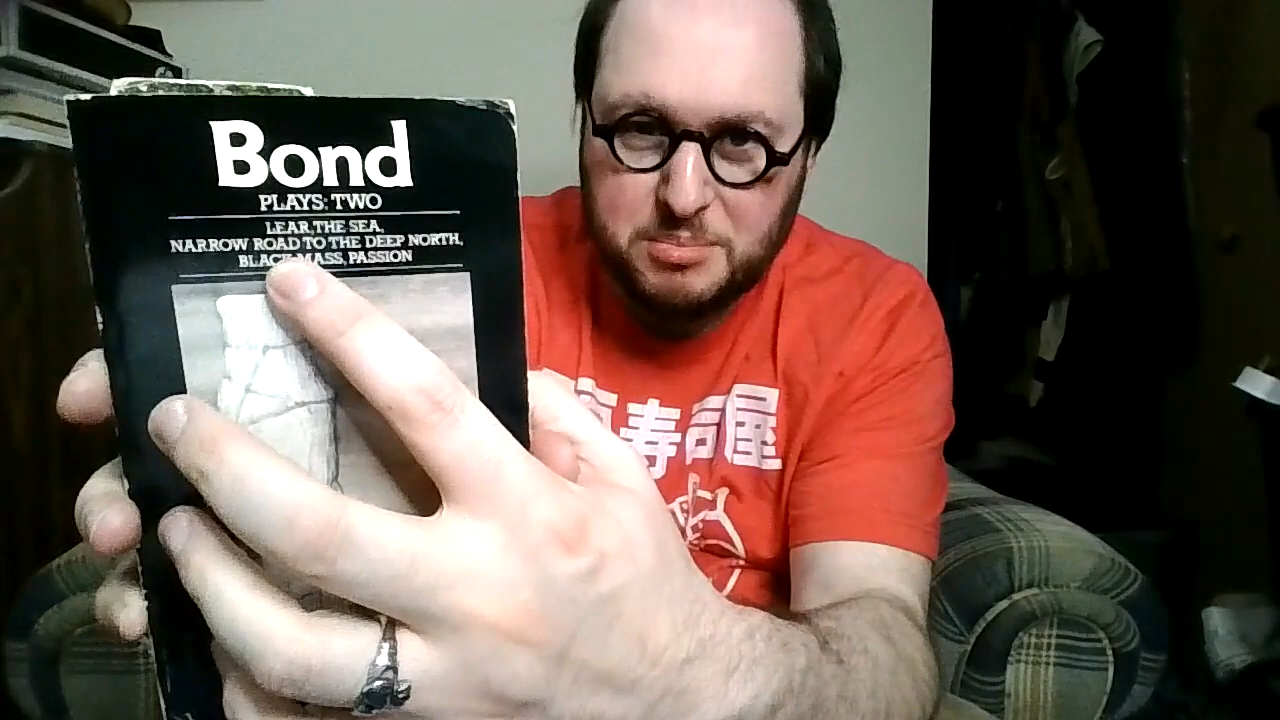 Bond
PLAYS: TWO
LEAR, THE SEA,
NARROW ROAD TO THE DEEP NORTH,
BLACK MASS, PASSION
寿司屋